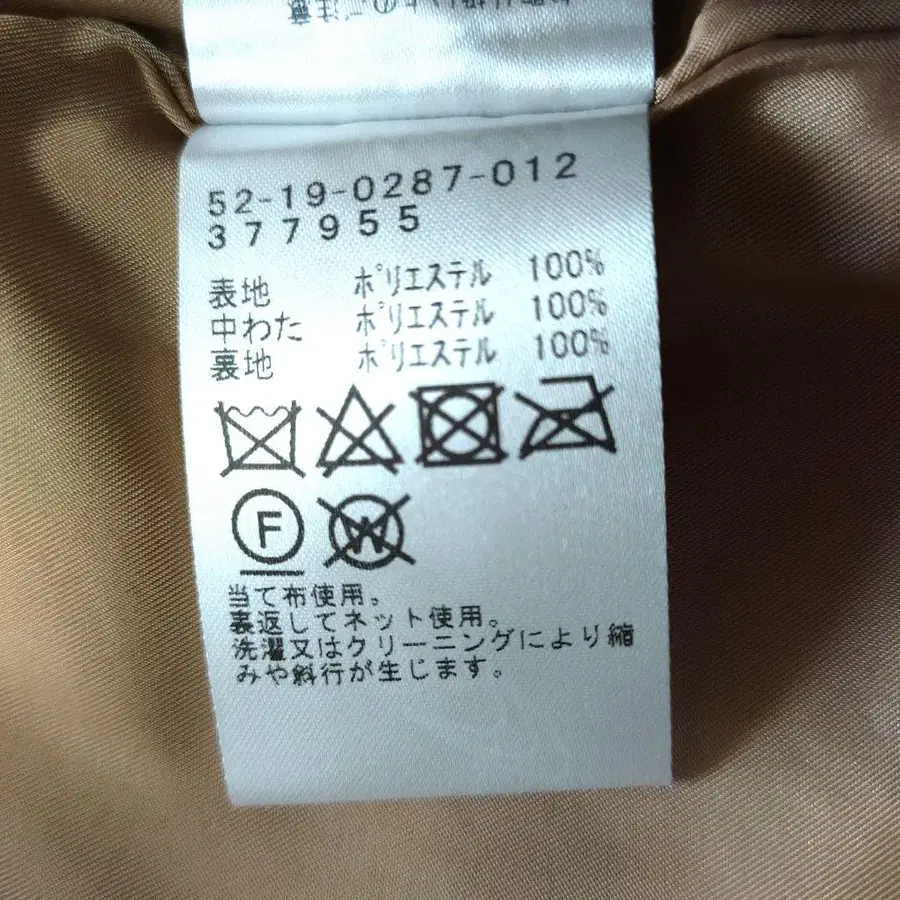 52-19-0287-012
377955
表地 ポリエステル 100%
中わた ポリエステル 100%
裏地 ポリエステル 100%
F
W
当て布使用。
裏返してネット使用。
洗濯又はクリーニングにより縮
みや斜行が生じます。